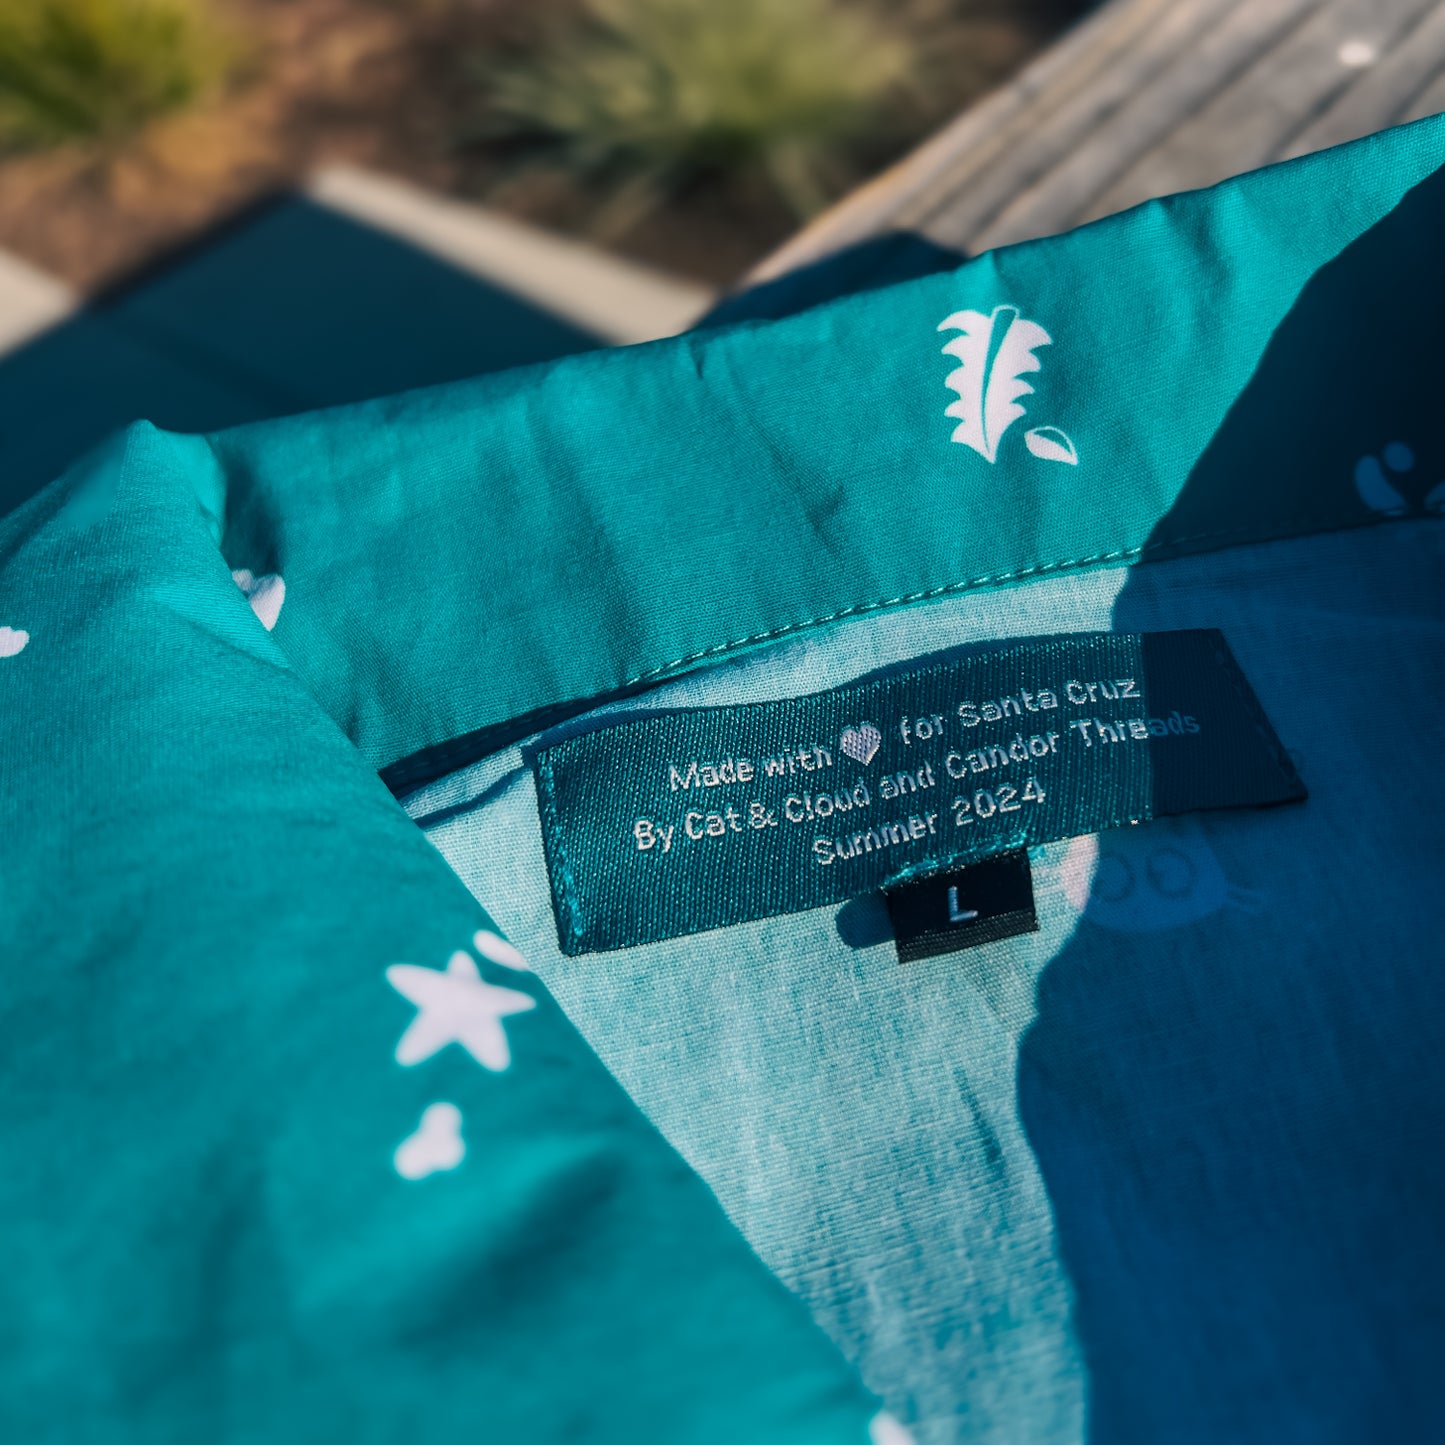 Made with ♥ for Santa Cruz
By Cat & Cloud and Candor Threads
Summer 2024
L